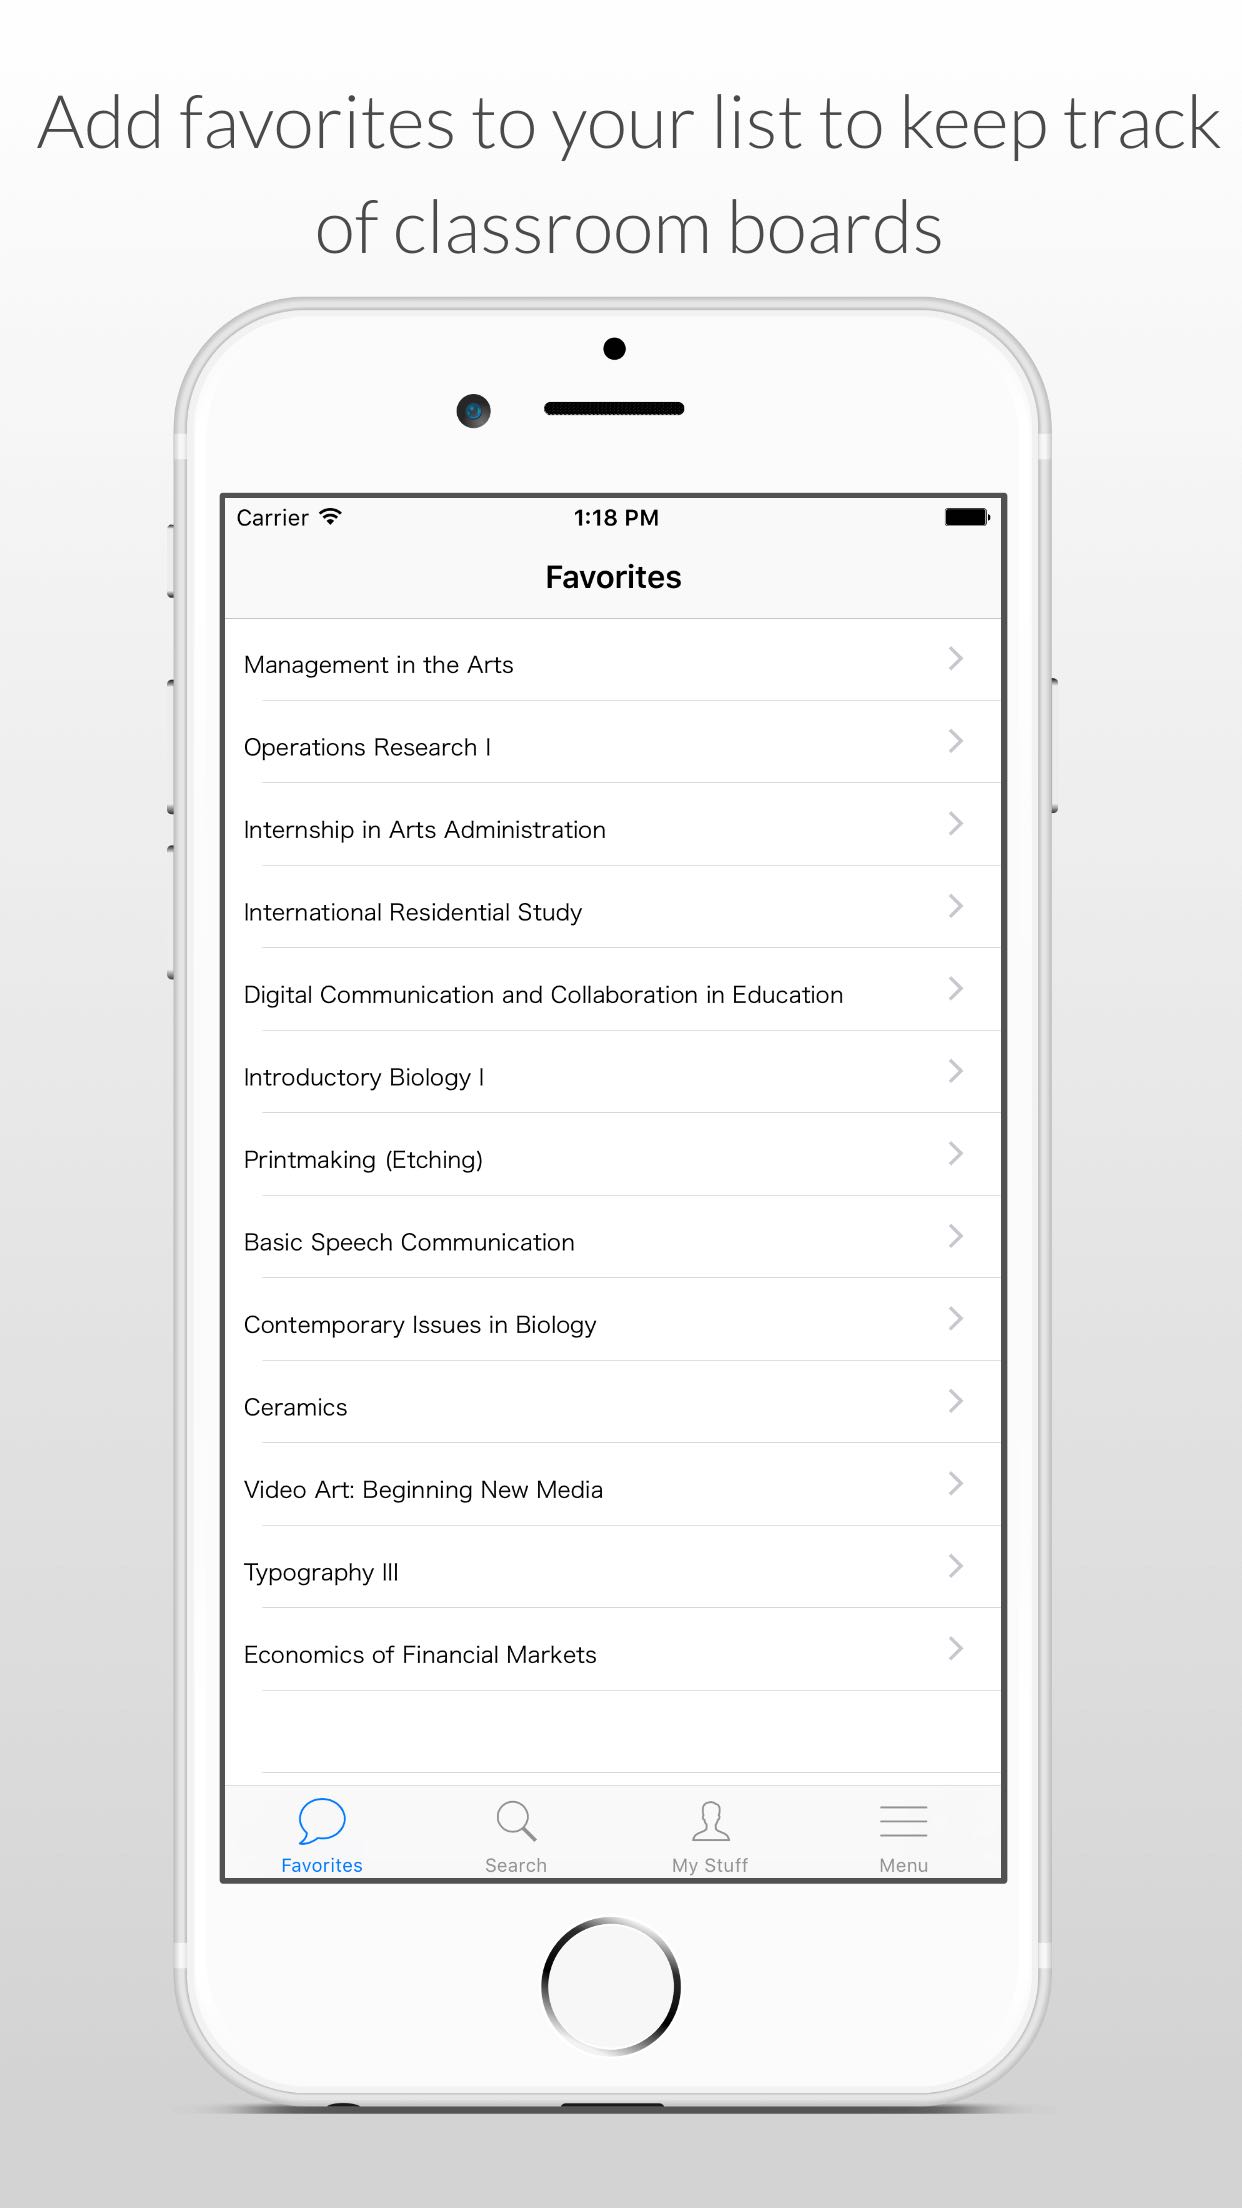 Add favorites to your list to keep track
of classroom boards
Carrier 1:18 PM
Favorites
Management in the Arts
Operations Research I
Internship in Arts Administration
International Residential Study
Digital Communication and Collaboration in Education
Introductory Biology I
Printmaking (Etching)
Basic Speech Communication
Contemporary Issues in Biology
Ceramics
Video Art: Beginning New Media
Typography III
Economics of Financial Markets
Favorites Search My Stuff Menu